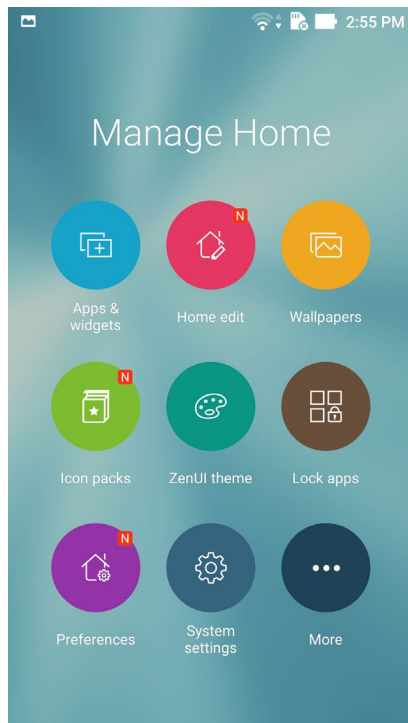 2:55 PM
Manage Home
N
Apps &
widgets
Home edit
Wallpapers
N
Icon packs
ZenUI theme
Lock apps
N
Preferences
System
settings
More